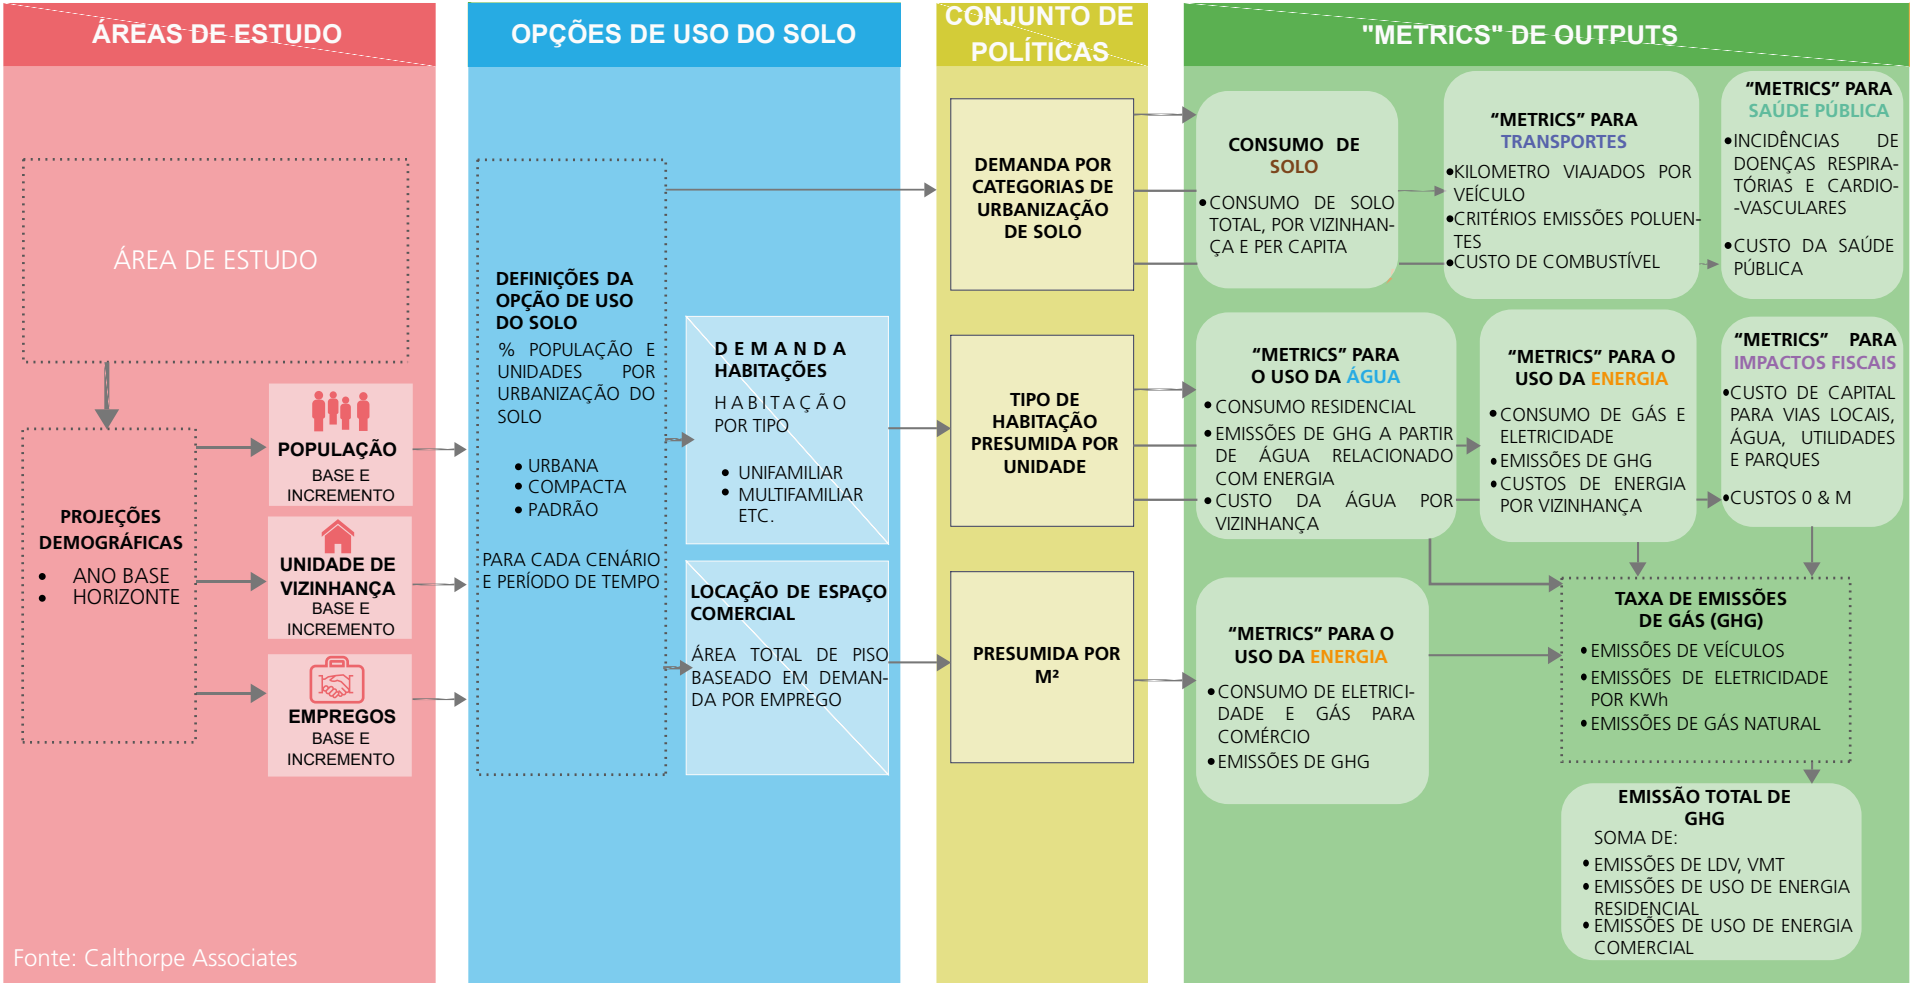 ÁREAS DE ESTUDO
ÁREA DE ESTUDO
PROJEÇÕES
DEMOGRÁFICAS
• ANO BASE
• HORIZONTE
POPULAÇÃO
BASE E
INCREMENTO
UNIDADE DE
VIZINHANÇA
BASE E
INCREMENTO
EMPREGOS
BASE E
INCREMENTO
Fonte: Calthorpe Associates
OPÇÕES DE USO DO SOLO
DEFINIÇÕES DA
OPÇÃO DE USO
DO SOLO
% POPULAÇÃO E
UNIDADES POR
URBANIZAÇÃO DO
SOLO
• URBANA
• COMPACTA
• PADRÃO
PARA CADA CENÁRIO
E PERÍODO DE TEMPO
DEMANDA
HABITAÇÕES
HABITAÇÃO
POR TIPO
• UNIFAMILIAR
• MULTIFAMILIAR
ETC.
LOCAÇÃO DE ESPAÇO
COMERCIAL
ÁREA TOTAL DE PISO
BASEADO EM DEMAN-
DA POR EMPREGO
CONJUNTO DE
POLÍTICAS
DEMANDA POR
CATEGORIAS DE
URBANIZAÇÃO
DE SOLO
TIPO DE
HABITAÇÃO
PRESUMIDA POR
UNIDADE
PRESUMIDA POR
M²
"METRICS" DE OUTPUTS
CONSUMO DE
SOLO
• CONSUMO DE SOLO
TOTAL, POR VIZINHAN-
ÇA E PER CAPITA
“METRICS” PARA
TRANSPORTES
•KILOMETRO VIAJADOS POR
VEÍCULO
•CRITÉRIOS EMISSÕES POLUEN-
TES
•CUSTO DE COMBUSTÍVEL
“METRICS” PARA
SAÚDE PÚBLICA
•INCIDÊNCIAS DE
DOENÇAS RESPIRA-
TÓRIAS E CARDIO-
-VASCULARES
•CUSTO DA SAÚDE
PÚBLICA
“METRICS” PARA
O USO DA ÁGUA
• CONSUMO RESIDENCIAL
• EMISSÕES DE GHG A PARTIR
DE ÁGUA RELACIONADO
COM ENERGIA
• CUSTO DA ÁGUA POR
VIZINHANÇA
“METRICS” PARA O
USO DA ENERGIA
• CONSUMO DE GÁS E
ELETRICIDADE
• EMISSÕES DE GHG
• CUSTOS DE ENERGIA
POR VIZINHANÇA
“METRICS” PARA
IMPACTOS FISCAIS
•CUSTO DE CAPITAL
PARA VIAS LOCAIS,
ÁGUA, UTILIDADES
E PARQUES
•CUSTOS 0 & M
“METRICS” PARA O
USO DA ENERGIA
• CONSUMO DE ELETRICI-
DADE E GÁS PARA
COMÉRCIO
• EMISSÕES DE GHG
TAXA DE EMISSÕES
DE GÁS (GHG)
• EMISSÕES DE VEÍCULOS
• EMISSÕES DE ELETRICIDADE
POR KWh
• EMISSÕES DE GÁS NATURAL
EMISSÃO TOTAL DE
GHG
SOMA DE:
• EMISSÕES DE LDV, VMT
• EMISSÕES DE USO DE ENERGIA
RESIDENCIAL
• EMISSÕES DE USO DE ENERGIA
COMERCIAL